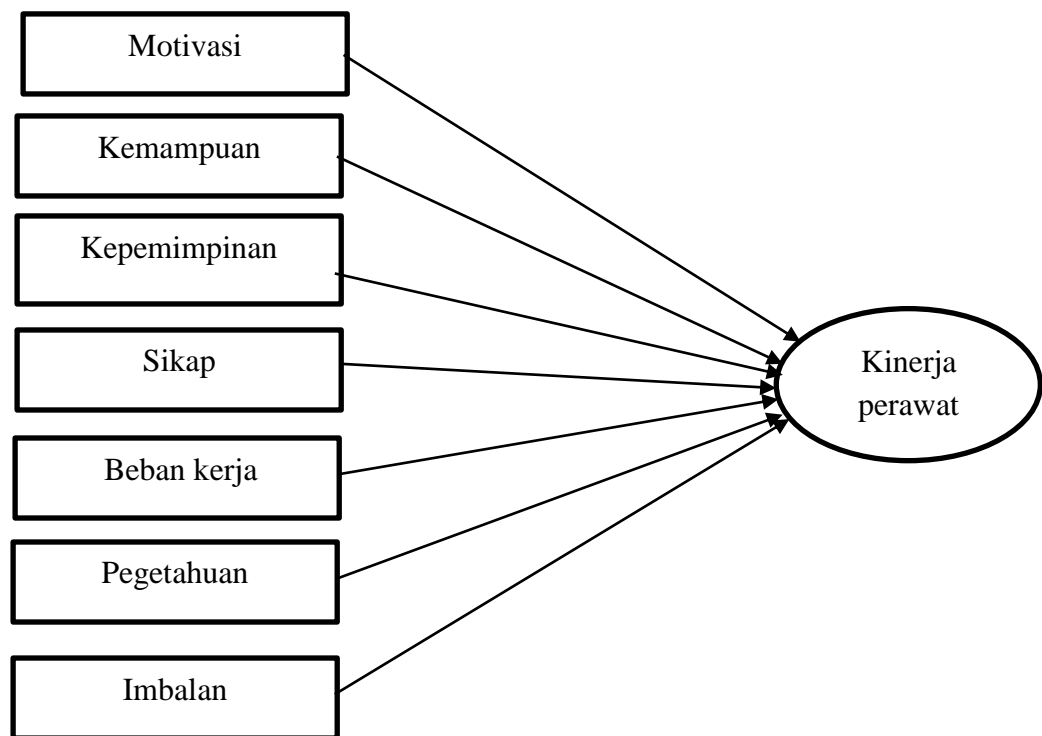 Motivasi
Kemampuan
Kepemimpinan
Sikap
Beban kerja
Pegetahuan
Imbalan
Kinerja
perawat